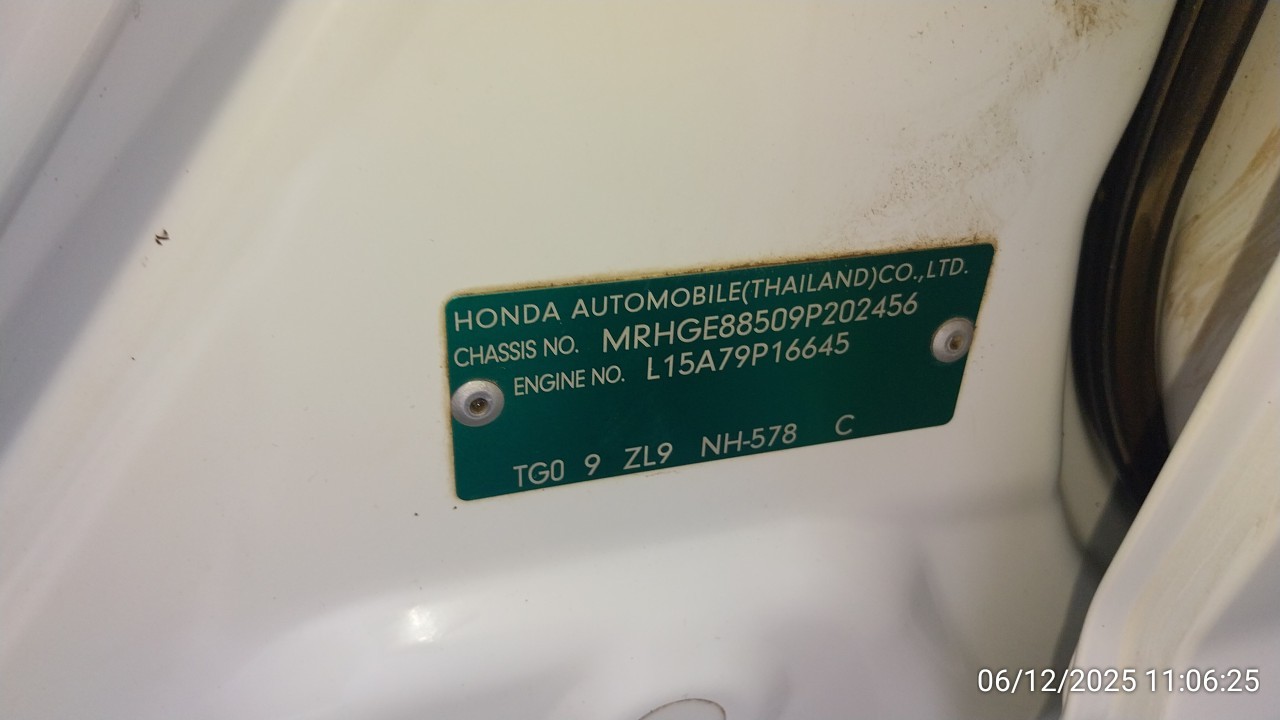 HONDA AUTOMOBILE(THAILAND)CO.,LTD.
CHASSIS NO. MRHGE88509P202456
ENGINE NO. L15A79P16645
TG0 9 ZL9 NH-578 C
06/12/2025 11:06:25